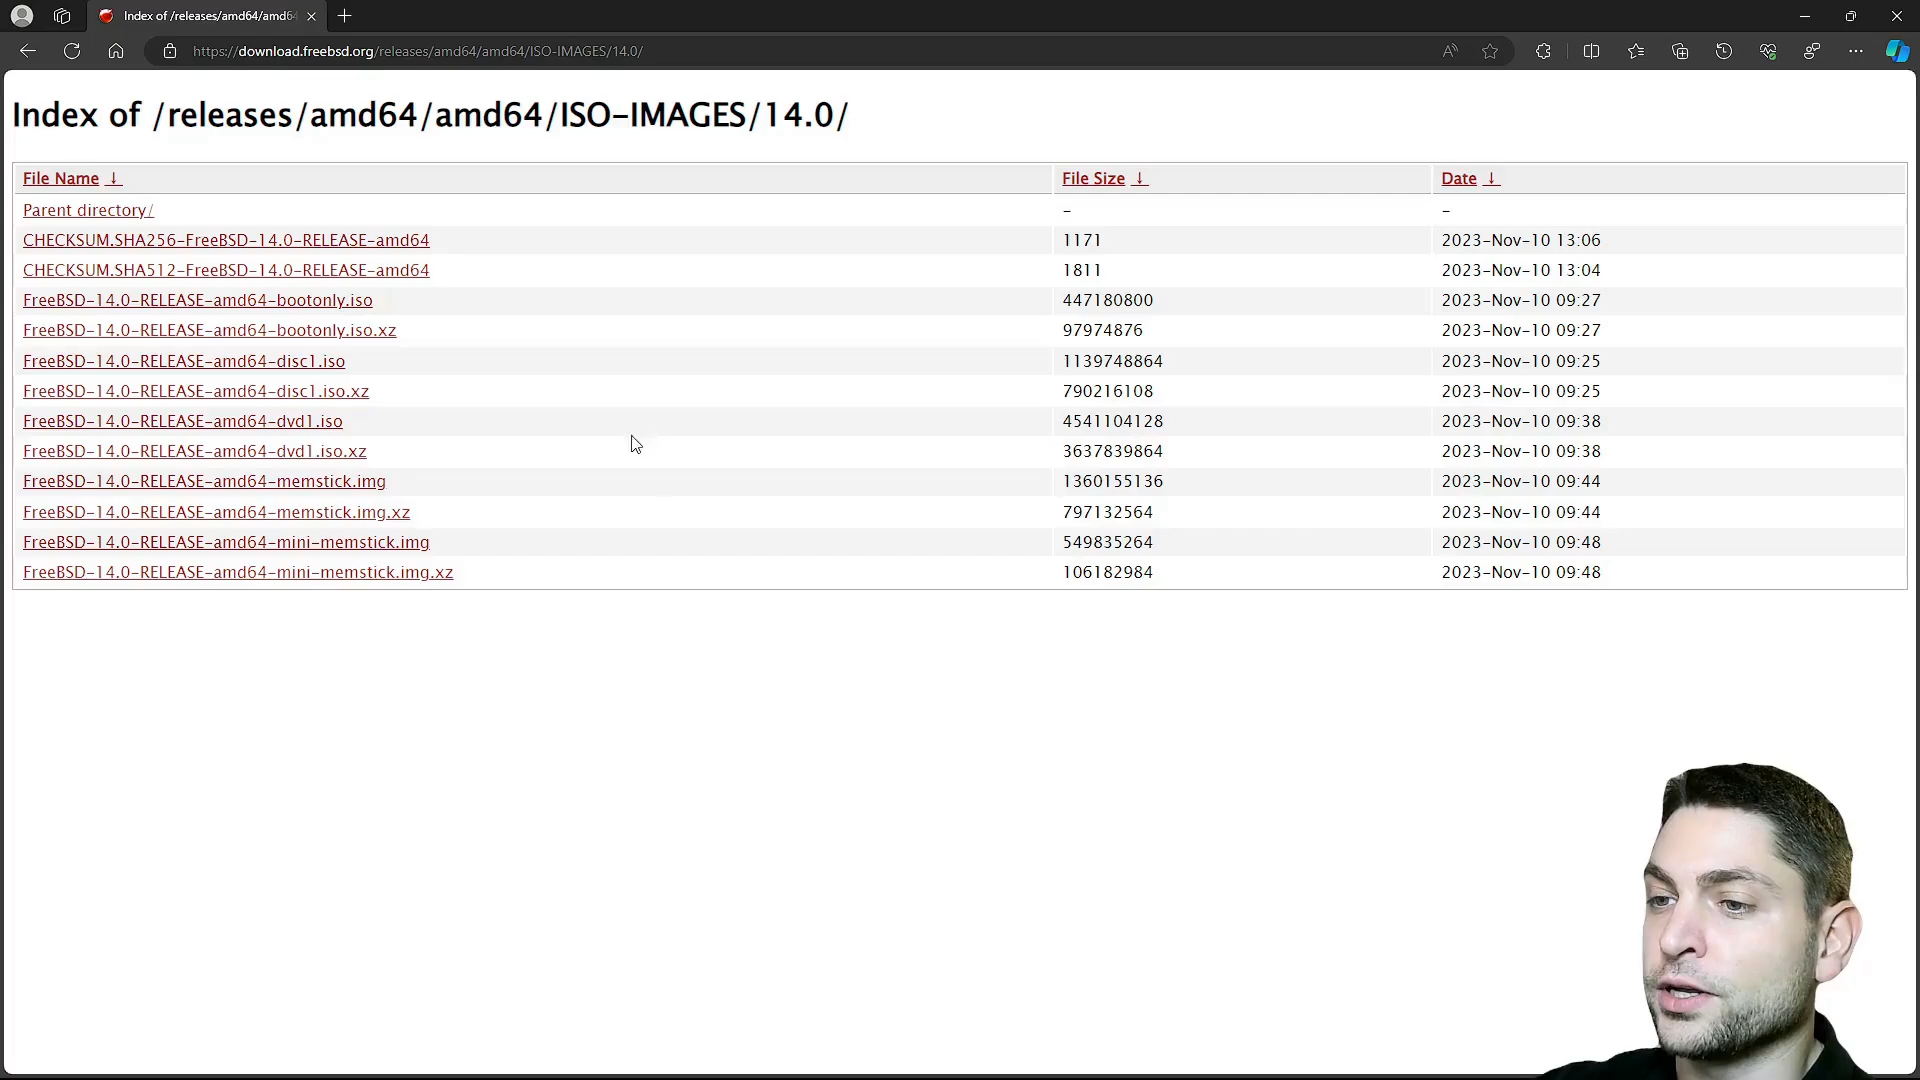 Index of /releases/amd64/amd64
https://download.freebsd.org/releases/amd64/amd64/ISO-IMAGES/14.0/
Index of /releases/amd64/amd64/ISO-IMAGES/14.0/
File Name ↓ File Size ↓ Date ↓
Parent directory/ - -
CHECKSUM.SHA256-FreeBSD-14.0-RELEASE-amd64 1171 2023-Nov-10 13:06
CHECKSUM.SHA512-FreeBSD-14.0-RELEASE-amd64 1811 2023-Nov-10 13:04
FreeBSD-14.0-RELEASE-amd64-bootonly.iso 447180800 2023-Nov-10 09:27
FreeBSD-14.0-RELEASE-amd64-bootonly.iso.xz 97974876 2023-Nov-10 09:27
FreeBSD-14.0-RELEASE-amd64-disc1.iso 1139748864 2023-Nov-10 09:25
FreeBSD-14.0-RELEASE-amd64-disc1.iso.xz 790216108 2023-Nov-10 09:25
FreeBSD-14.0-RELEASE-amd64-dvd1.iso 4541104128 2023-Nov-10 09:38
FreeBSD-14.0-RELEASE-amd64-dvd1.iso.xz 3637839864 2023-Nov-10 09:38
FreeBSD-14.0-RELEASE-amd64-memstick.img 1360155136 2023-Nov-10 09:44
FreeBSD-14.0-RELEASE-amd64-memstick.img.xz 797132564 2023-Nov-10 09:44
FreeBSD-14.0-RELEASE-amd64-mini-memstick.img 549835264 2023-Nov-10 09:48
FreeBSD-14.0-RELEASE-amd64-mini-memstick.img.xz 106182984 2023-Nov-10 09:48